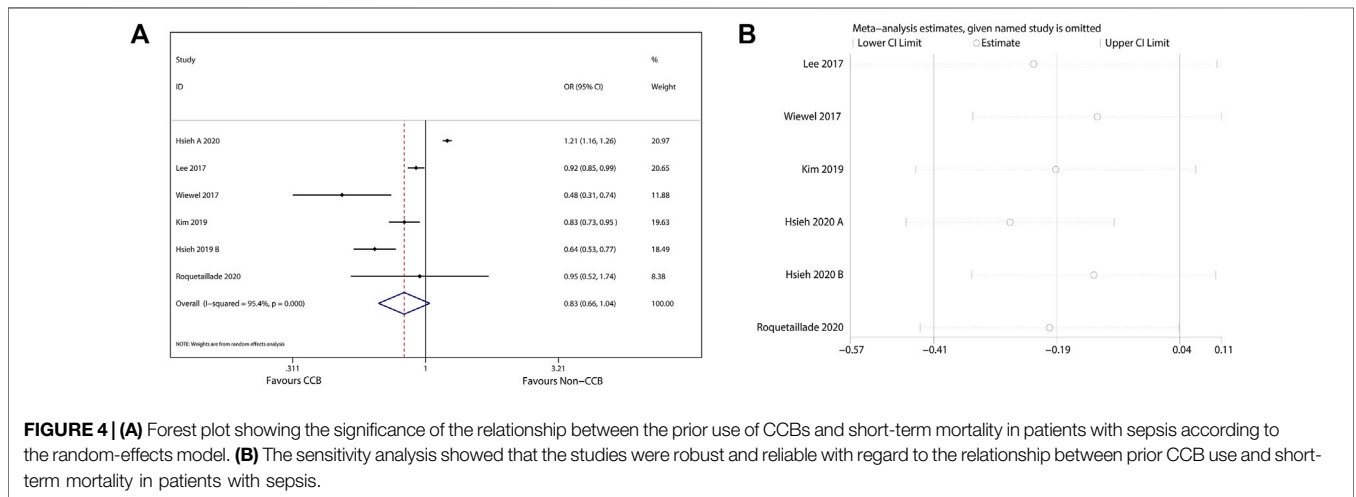 A
Study %
ID OR (95% CI) Weight
Hsieh A 2020 1.21 (1.16, 1.26) 20.97
Lee 2017 0.92 (0.85, 0.99) 20.65
Wiewel 2017 0.48 (0.31, 0.74) 11.88
Kim 2019 0.83 (0.73, 0.95 ) 19.63
Hsieh 2019 B 0.64 (0.53, 0.77) 18.49
Roquetaillade 2020 0.95 (0.52, 1.74) 8.38
Overall (I−squared = 95.4%, p = 0.000) 0.83 (0.66, 1.04) 100.00
NOTE: Weights are from random effects analysis
.311 1 3.21
Favours CCB Favours Non−CCB
B
Meta−analysis estimates, given named study is omitted
Lower CI Limit Estimate Upper CI Limit
Lee 2017
Wiewel 2017
Kim 2019
Hsieh 2020 A
Hsieh 2020 B
Roquetaillade 2020
−0.57 −0.41 −0.19 0.04 0.11
FIGURE 4 | (A) Forest plot showing the significance of the relationship between the prior use of CCBs and short-term mortality in patients with sepsis according to
the random-effects model. (B) The sensitivity analysis showed that the studies were robust and reliable with regard to the relationship between prior CCB use and short-
term mortality in patients with sepsis.